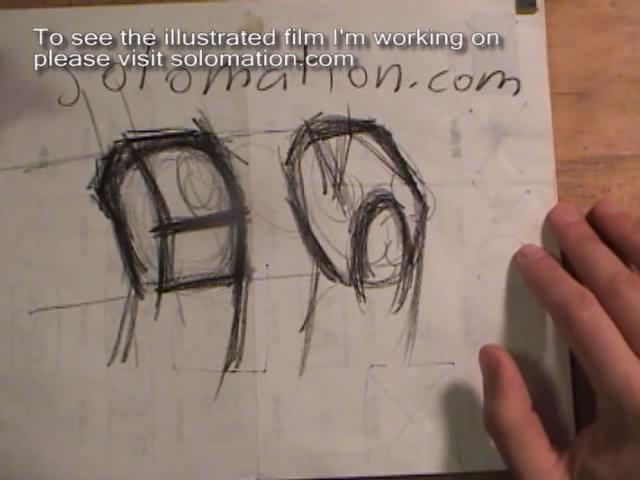 To see the illustrated film I'm working on
please visit solomation.com
solomation.com